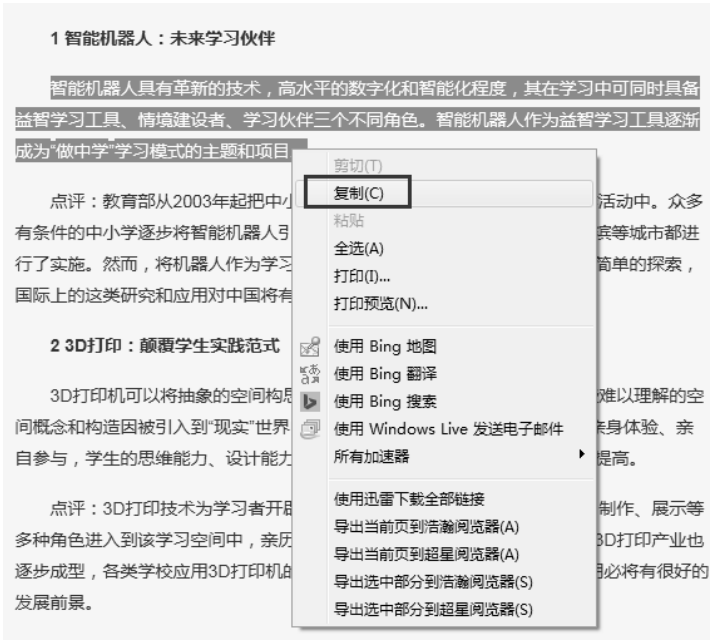 1 智能机器人：未来学习伙伴
智能机器人具有革新的技术，高水平的数字化和智能化程度，其在学习中可同时具备
益智学习工具、情境建设者、学习伙伴三个不同角色。智能机器人作为益智学习工具逐渐
成为“做中学”学习模式的主题和项目。
剪切(T)
复制(C)
粘贴
全选(A)
打印(I)...
打印预览(N)...
使用 Bing 地图
使用 Bing 翻译
使用 Bing 搜索
使用 Windows Live 发送电子邮件
所有加速器
使用迅雷下载全部链接
导出当前页到浩瀚阅览器(A)
导出当前页到超星阅览器(A)
导出选中部分到浩瀚阅览器(S)
导出选中部分到超星阅览器(S)
点评：教育部从2003年起把中小 活动中。众多
有条件的中小学逐步将智能机器人引 滨等城市都进
行了实施。然而，将机器人作为学习 简单的探索，
国际上的这类研究和应用对中国将有
2 3D打印：颠覆学生实践范式
3D打印机可以将抽象的空间构思 难以理解的空
间概念和构造因被引入到“现实”世界 亲身体验、亲
自参与，学生的思维能力、设计能力 提高。
点评：3D打印技术为学习者开辟 制作、展示等
多种角色进入到该学习空间中，亲历 3D打印产业也
逐步成型，各类学校应用3D打印机的 必将有很好的
发展前景。